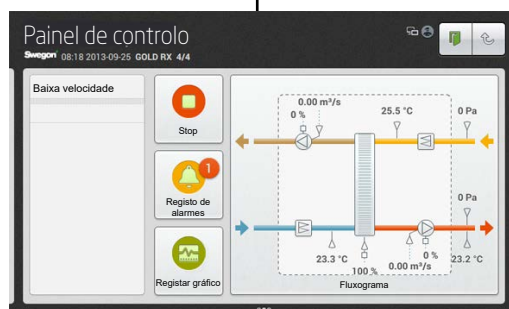 Painel de controlo
Swegon 08:18 2013-09-25 GOLD RX 4/4
Baixa velocidade
Stop
1
Registo de
alarmes
Registar gráfico
0.00 m³/s
0 %
25.5 °C
0 Pa
0 Pa
23.3 °C
100 %
0.00 m³/s
0 %
23.2 °C
Fluxograma